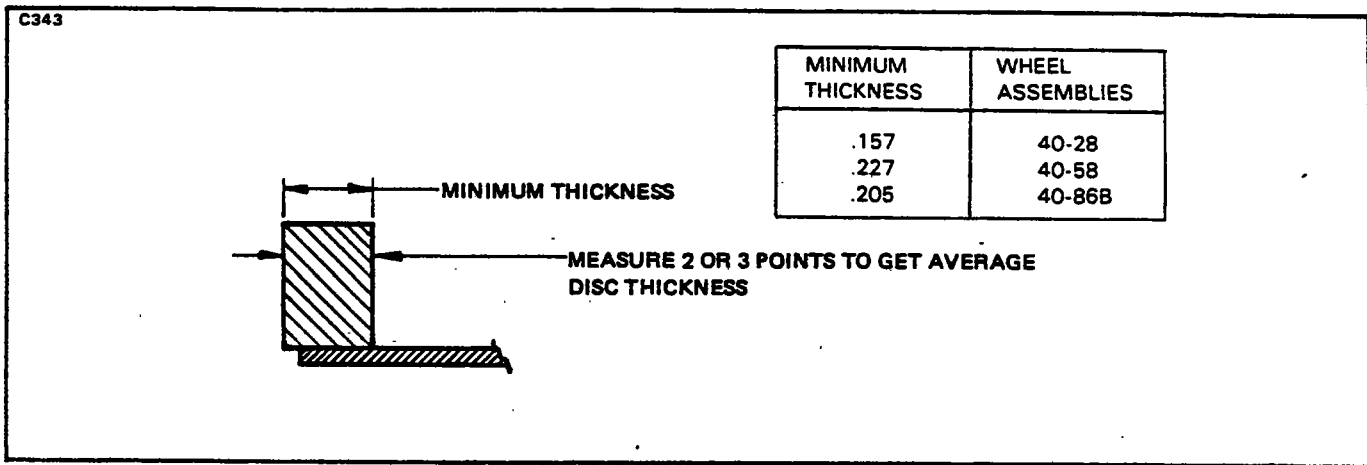 C343
MINIMUM THICKNESS
WHEEL ASSEMBLIES
.157 40-28
.227 40-58
.205 40-86B
MINIMUM THICKNESS
MEASURE 2 OR 3 POINTS TO GET AVERAGE
DISC THICKNESS